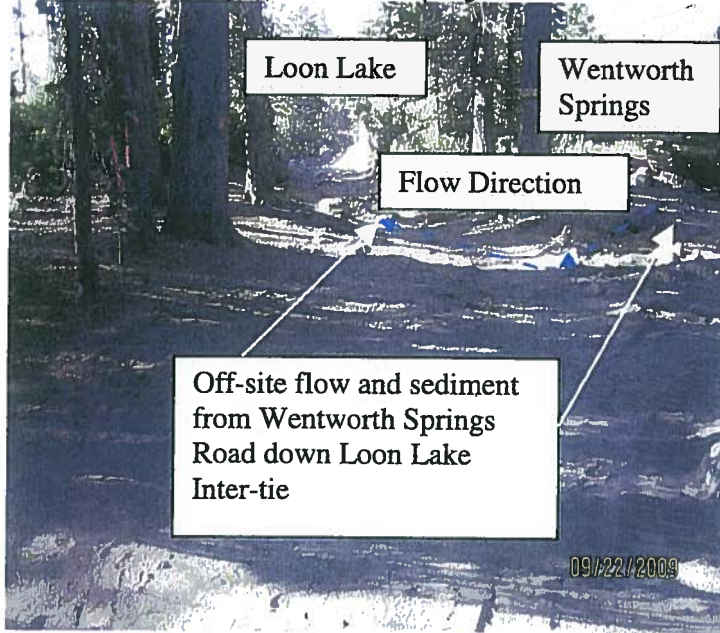 Loon Lake
Wentworth
Springs
Flow Direction
Off-site flow and sediment
from Wentworth Springs
Road down Loon Lake
Inter-tie
09/22/2009